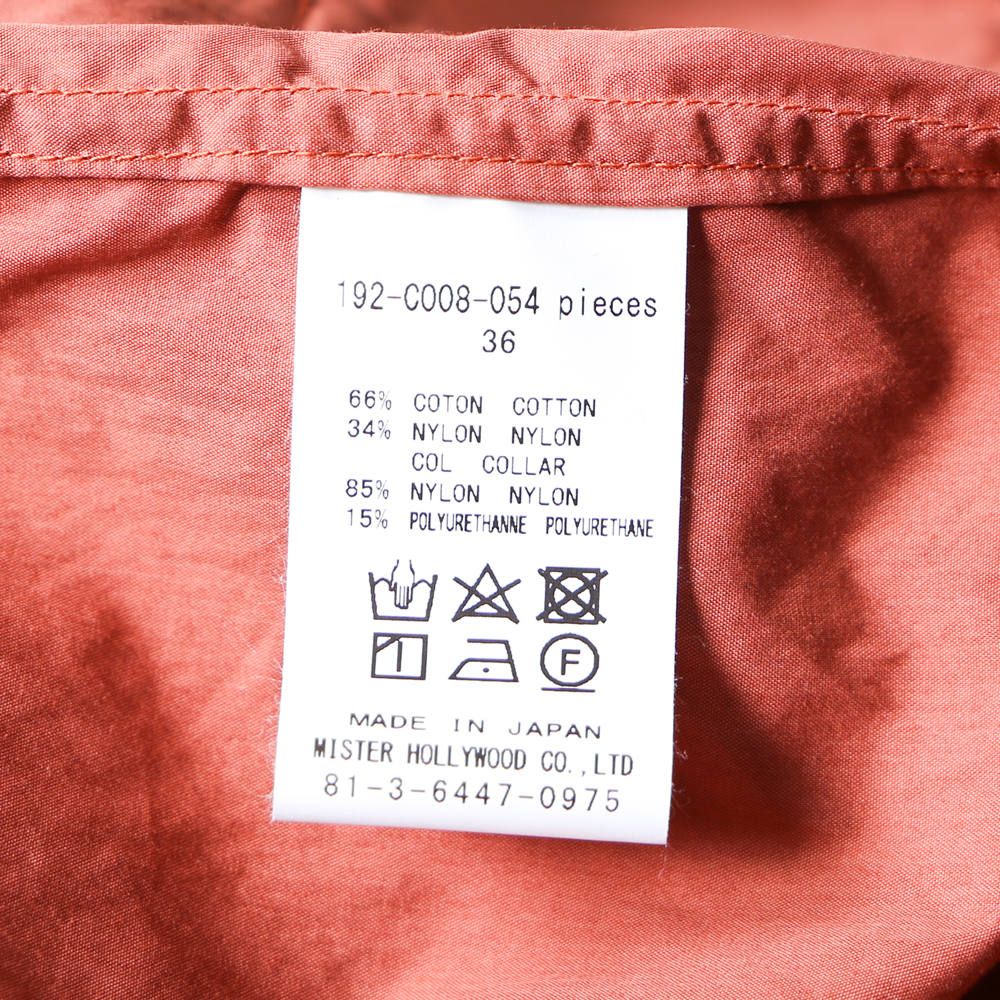 192-C008-054 pieces
36
66% COTON COTTON
34% NYLON NYLON
COL COLLAR
85% NYLON NYLON
15% POLYURETHANNE POLYURETHANE
F
MADE IN JAPAN
MISTER HOLLYWOOD CO.,LTD
81-3-6447-0975